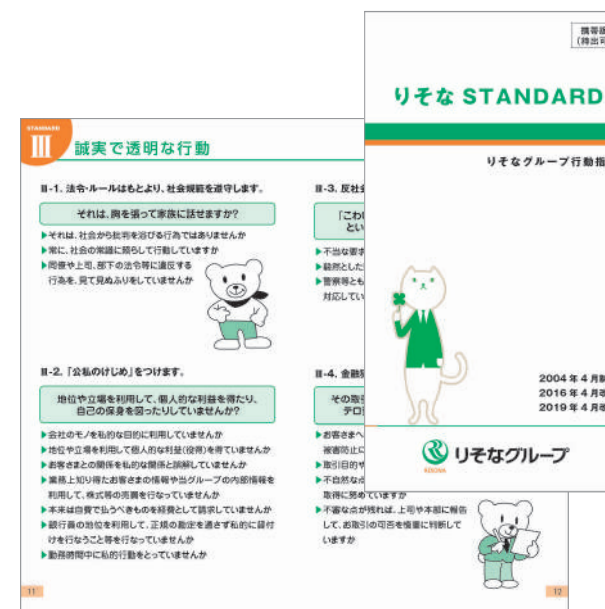 STANDARD
III
誠実で透明な行動
III-1. 法令・ルールはもとより、社会規範を遵守します。
それは、胸を張って家族に話せますか?
▶それは、社会から批判を浴びる行為ではありませんか
▶常に、社会の常識に照らして行動していますか
▶同僚や上司、部下の法令等に違反する
行為を、見て見ぬふりをしていませんか
III-2. 「公私のけじめ」をつけます。
地位や立場を利用して、個人的な利益を得たり、
自己の保身を図ったりしていませんか?
▶会社のモノを私的な目的に利用していませんか
▶地位や立場を利用して個人的な利益(役得)を得ていませんか
▶お客さまとの関係を私的な関係と誤解していませんか
▶業務上知り得たお客さまの情報や当グループの内部情報を
利用して、株式等の売買を行なっていませんか
▶本来は自費で払うべきものを経費として請求していませんか
▶銀行員の地位を利用して、正規の勘定を通さず私的に貸付
けを行なうこと等を行なっていませんか
▶勤務時間中に私的行動をとっていませんか
11
III-3. 反社会
「こわ
とい
▶不当な要求
▶毅然とした
▶警察等とも
対応してい
III-4. 金融
その取引
テロ
▶お客さまへ
被害防止に
▶取引目的や
▶不自然な点
取得に努めていますか
▶不審な点が残れば、上司や本部に報告
して、お取引の可否を慎重に判断して
いますか
12
携帯
(持出可
りそな STANDARD
りそなグループ行動指
2004 年 4 月制
2016 年 4 月改
2019 年 4 月改
RESONA
りそなグループ